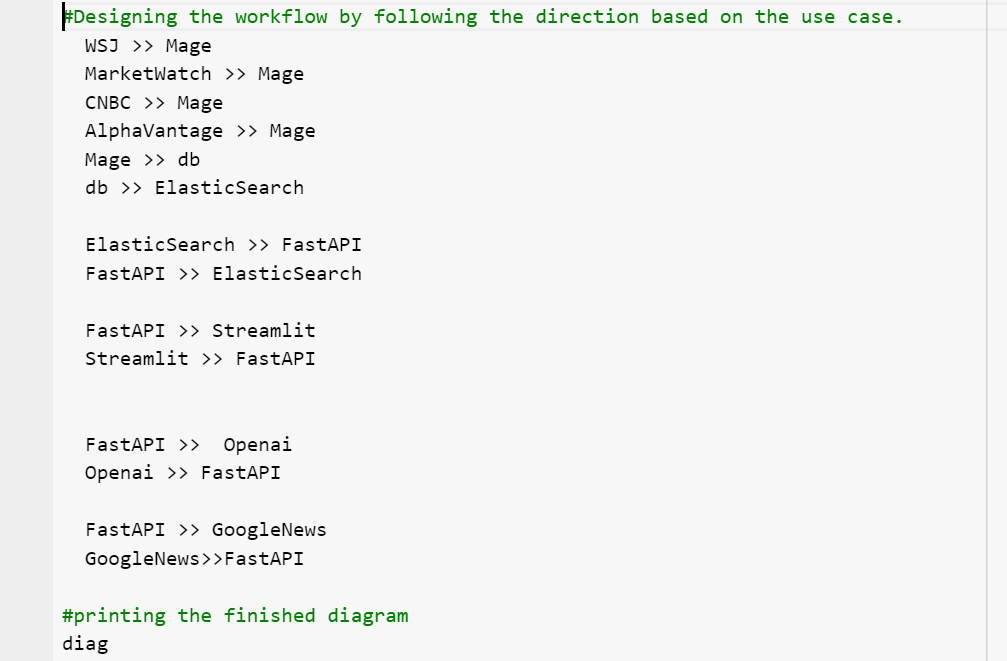 #Designing the workflow by following the direction based on the use case.
WSJ >> Mage
MarketWatch >> Mage
CNBC >> Mage
AlphaVantage >> Mage
Mage >> db
db >> ElasticSearch
ElasticSearch >> FastAPI
FastAPI >> ElasticSearch
FastAPI >> Streamlit
Streamlit >> FastAPI
FastAPI >>  Openai
Openai >> FastAPI
FastAPI >> GoogleNews
GoogleNews>>FastAPI
#printing the finished diagram
diag